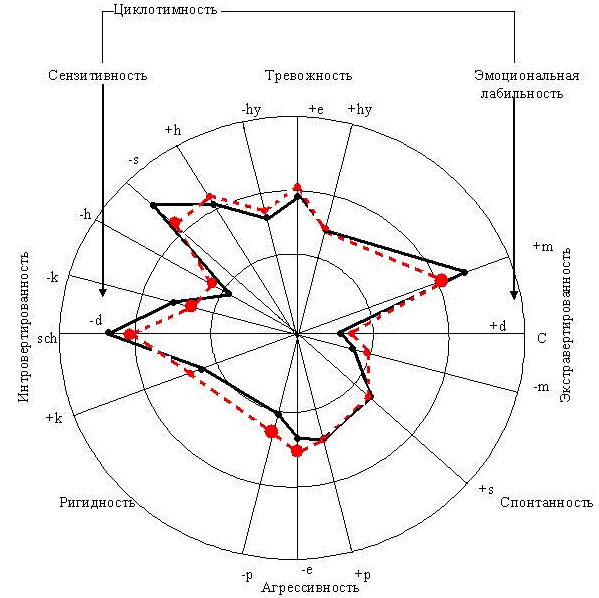 Циклотимность
Сензитивность
Тревожность
Эмоциональная
лабильность
-hy
+e
+hy
+h
-s
-h
+m
-k
-d
+d
sch
C
-m
Интровертированность
Экстравертированность
+k
+s
Ригидность
Спонтанность
-p
-e
+p
Агрессивность